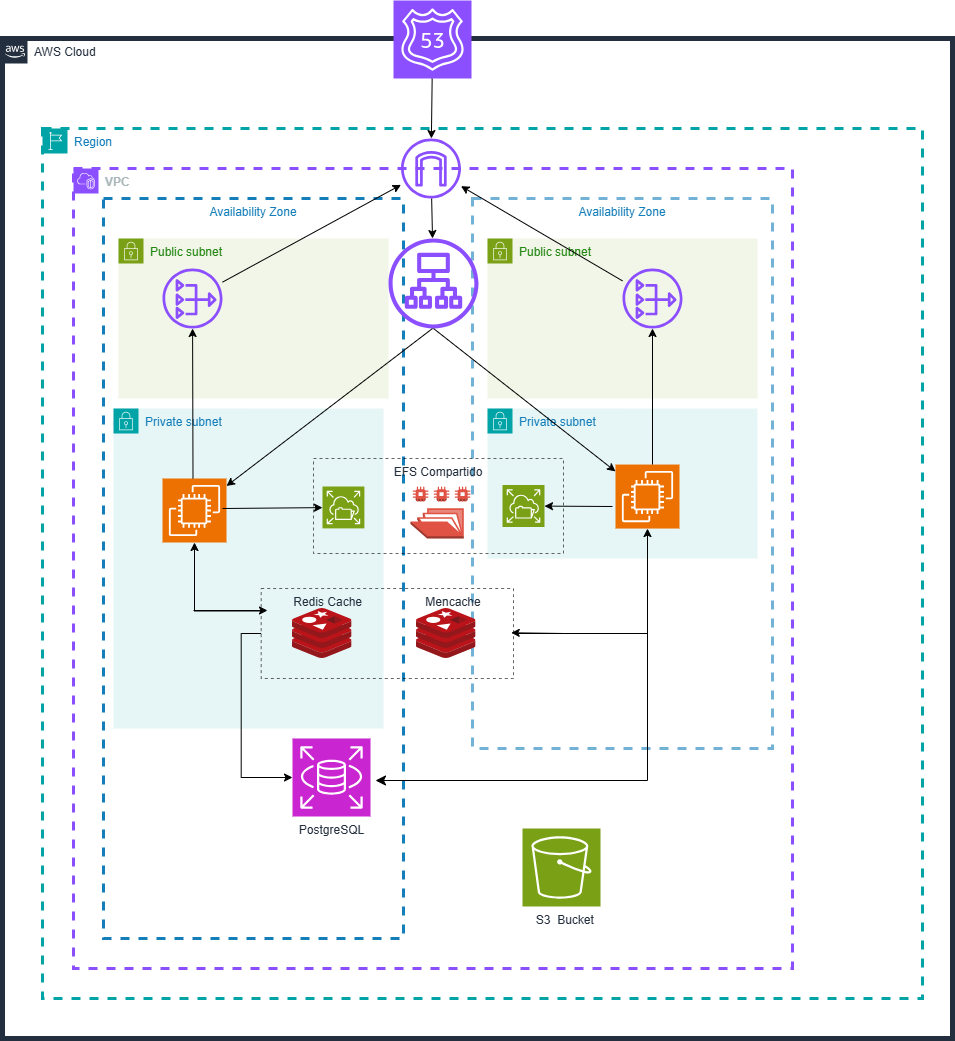 53
aws
AWS Cloud
Region
VPC
Availability Zone
Availability Zone
Public subnet
Public subnet
Private subnet
Private subnet
EFS Compartido
Redis Cache
Mencache
PostgreSQL
S3 Bucket